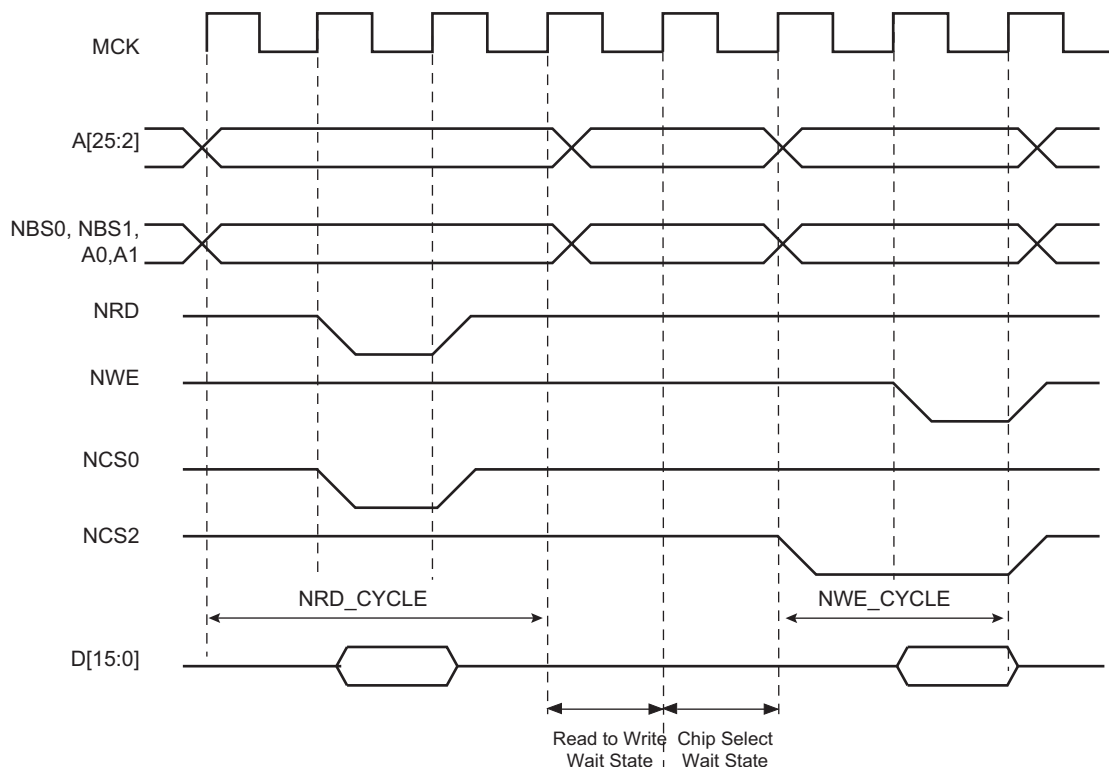 MCK
A[25:2]
NBS0, NBS1,
A0,A1
NRD
NWE
NCS0
NCS2
NRD_CYCLE
NWE_CYCLE
D[15:0]
Read to Write
Wait State
Chip Select
Wait State